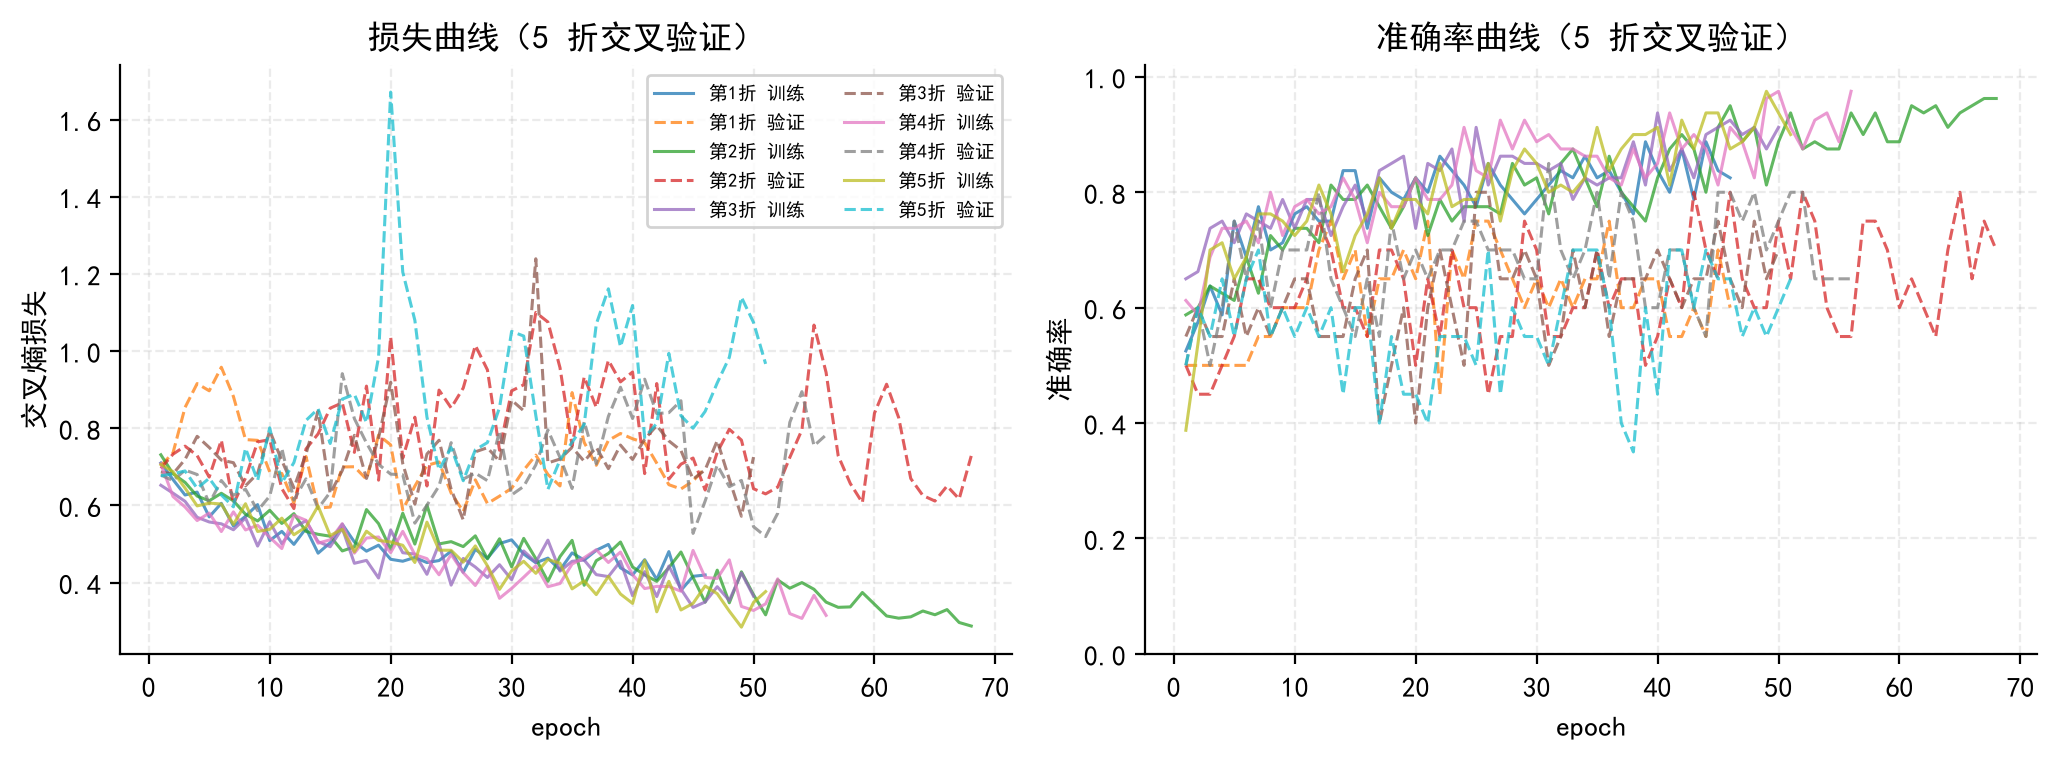 损失曲线（5 折交叉验证）
交叉熵损失
1.6
1.4
1.2
1.0
0.8
0.6
0.4
0 10 20 30 40 50 60 70
epoch
第1折 训练
第1折 验证
第2折 训练
第2折 验证
第3折 训练
第3折 验证
第4折 训练
第4折 验证
第5折 训练
第5折 验证
准确率曲线（5 折交叉验证）
准确率
1.0
0.8
0.6
0.4
0.2
0.0
0 10 20 30 40 50 60 70
epoch